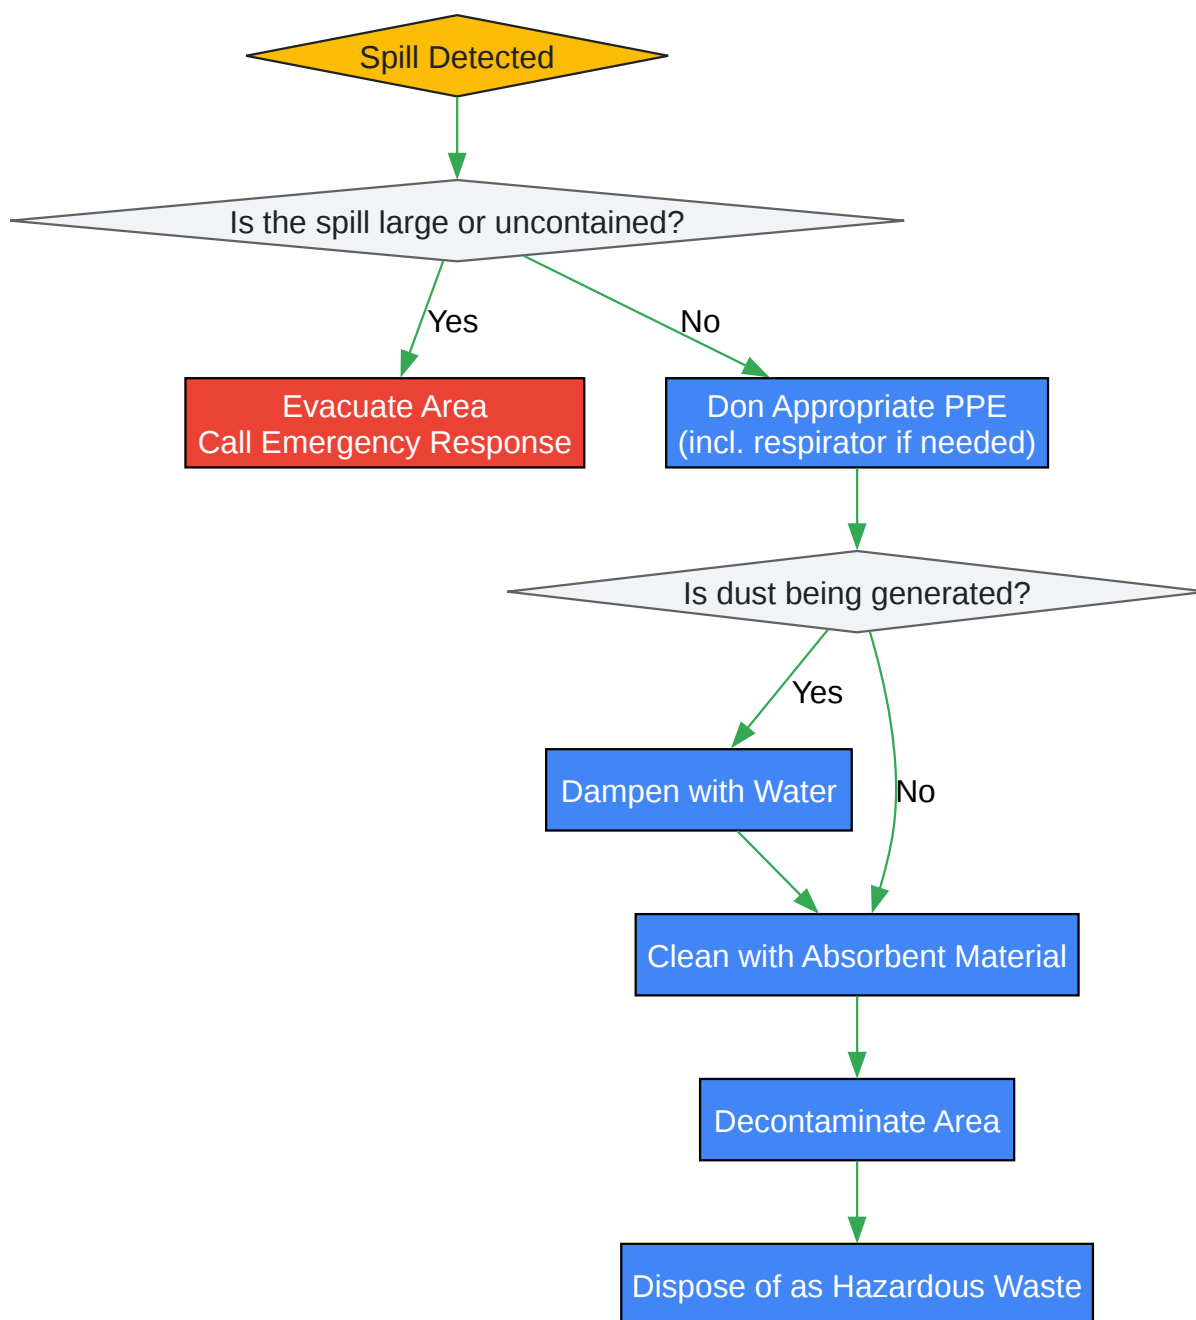 Spill Detected
Is the spill large or uncontained?
Yes
No
Evacuate Area
Call Emergency Response
Don Appropriate PPE
(incl. respirator if needed)
Is dust being generated?
Yes
Dampen with Water
No
Clean with Absorbent Material
Decontaminate Area
Dispose of as Hazardous Waste